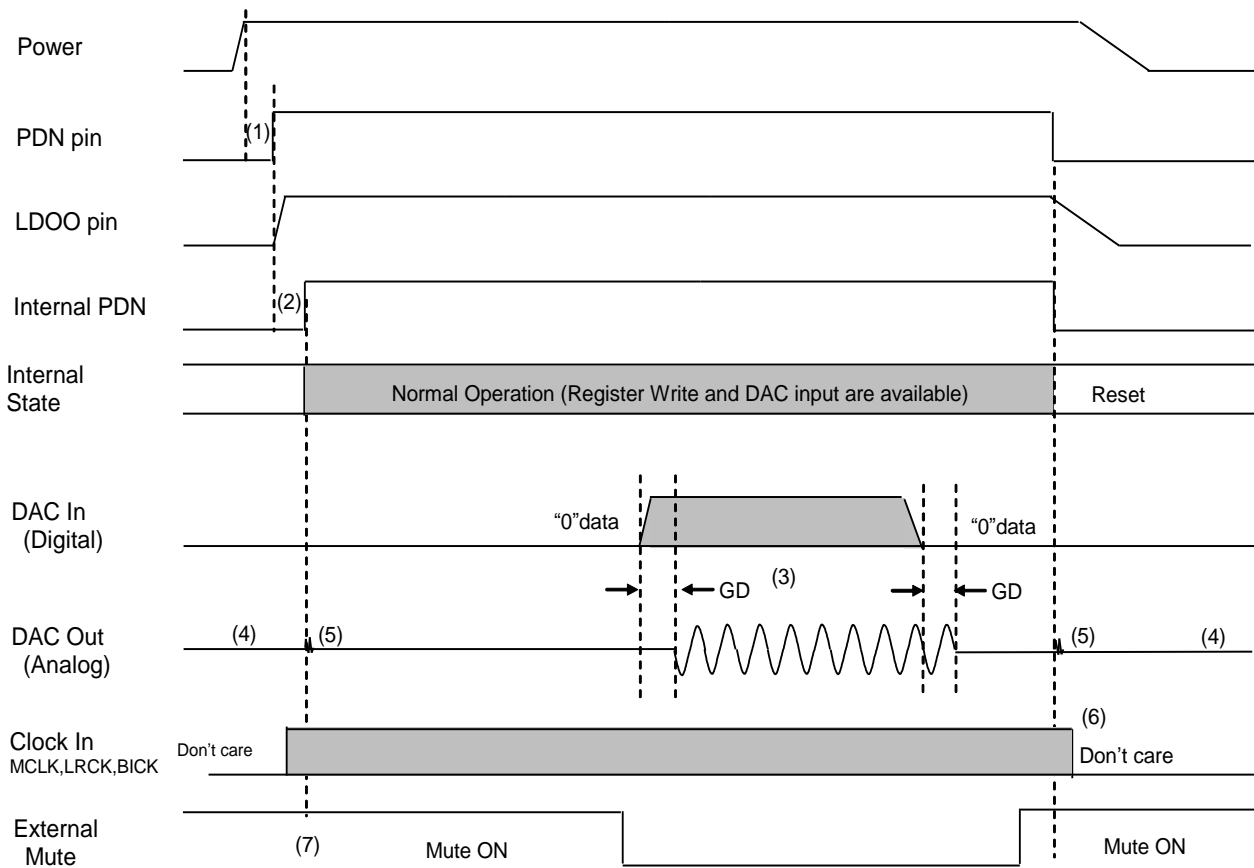 Power
PDN pin
(1)
LDOO pin
Internal PDN
(2)
Internal
State
Normal Operation (Register Write and DAC input are available)
Reset
DAC In
(Digital)
“0”data
“0”data
GD
(3)
GD
DAC Out
(Analog)
(4)
(5)
(5)
(4)
Clock In
MCLK,LRCK,BICK
Don’t care
(6)
Don’t care
External
Mute
(7)
Mute ON
Mute ON